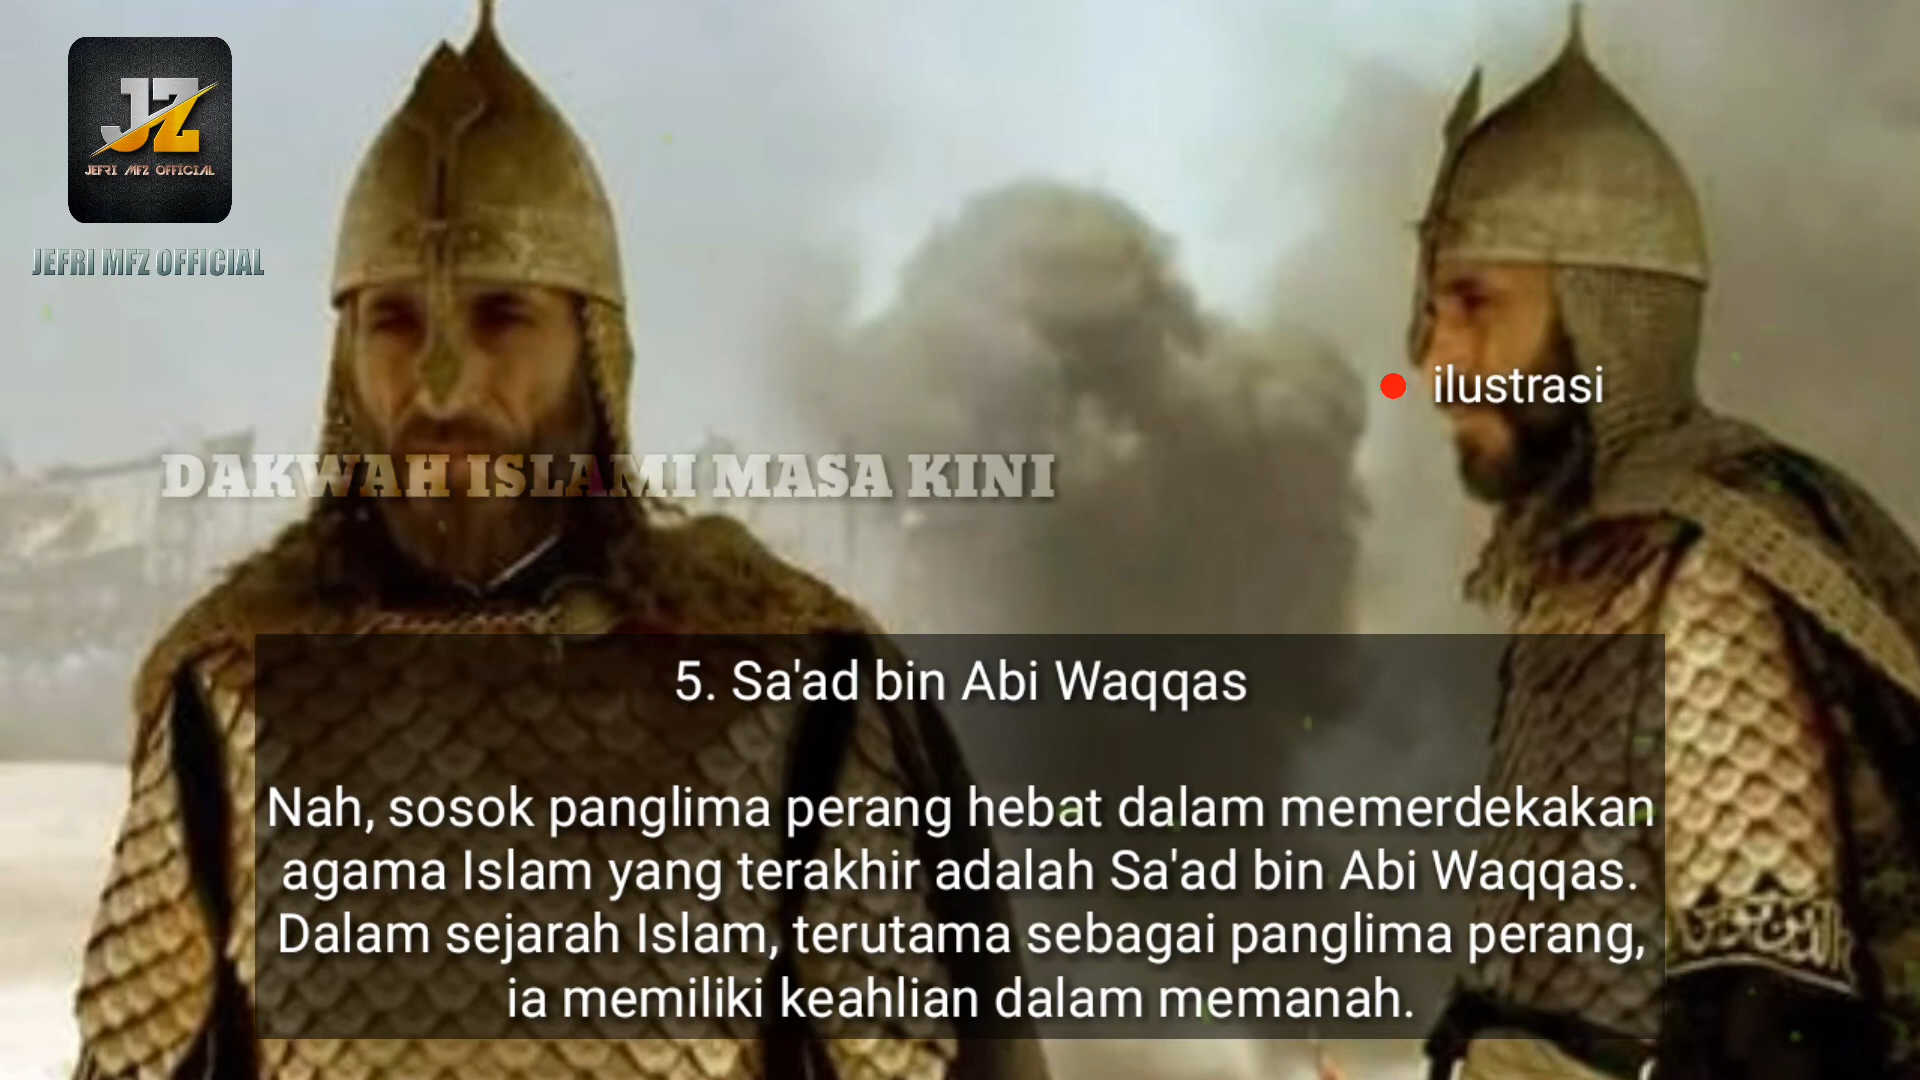 JZ
JEFRI MFZ OFFICIAL
JEFRI MFZ OFFICIAL
ilustrasi
DAKWAH ISLAMI MASA KINI
5. Sa'ad bin Abi Waqqas
Nah, sosok panglima perang hebat dalam memerdekakan
agama Islam yang terakhir adalah Sa'ad bin Abi Waqqas.
Dalam sejarah Islam, terutama sebagai panglima perang,
ia memiliki keahlian dalam memanah.